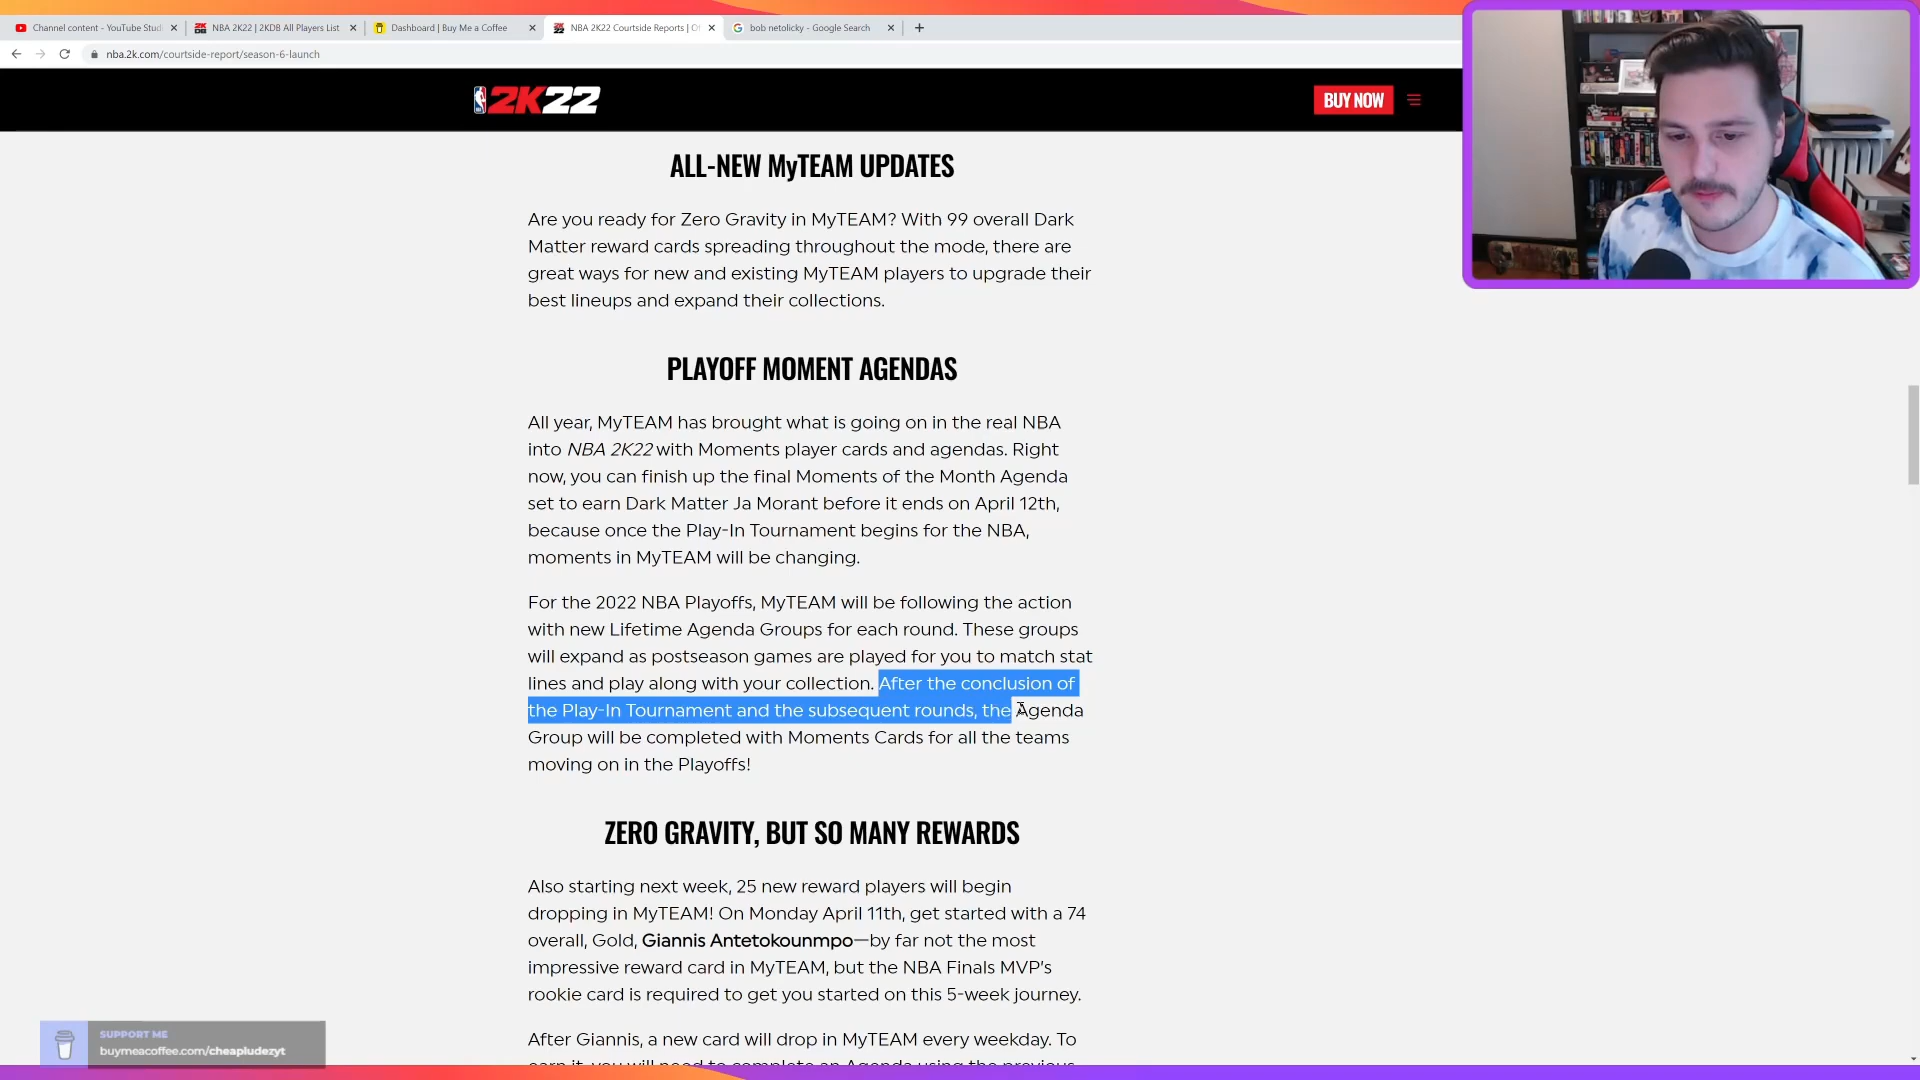 Channel content - YouTube Studi
NBA 2K22 | 2KDB All Players List
Dashboard | Buy Me a Coffee
NBA 2K22 Courtside Reports | O
bob netolicky - Google Search
nba.2k.com/courtside-report/season-6-launch
2K22
BUY NOW
ALL-NEW MyTEAM UPDATES
Are you ready for Zero Gravity in MyTEAM? With 99 overall Dark
Matter reward cards spreading throughout the mode, there are
great ways for new and existing MyTEAM players to upgrade their
best lineups and expand their collections.
PLAYOFF MOMENT AGENDAS
All year, MyTEAM has brought what is going on in the real NBA
into NBA 2K22 with Moments player cards and agendas. Right
now, you can finish up the final Moments of the Month Agenda
set to earn Dark Matter Ja Morant before it ends on April 12th,
because once the Play-In Tournament begins for the NBA,
moments in MyTEAM will be changing.
For the 2022 NBA Playoffs, MyTEAM will be following the action
with new Lifetime Agenda Groups for each round. These groups
will expand as postseason games are played for you to match stat
lines and play along with your collection. After the conclusion of
the Play-In Tournament and the subsequent rounds, the Agenda
Group will be completed with Moments Cards for all the teams
moving on in the Playoffs!
ZERO GRAVITY, BUT SO MANY REWARDS
Also starting next week, 25 new reward players will begin
dropping in MyTEAM! On Monday April 11th, get started with a 74
overall, Gold, Giannis Antetokounmpo—by far not the most
impressive reward card in MyTEAM, but the NBA Finals MVP's
rookie card is required to get you started on this 5-week journey.
After Giannis, a new card will drop in MyTEAM every weekday. To
earn it, you will need to complete an Agenda using the previous
SUPPORT ME
buymeacoffee.com/cheapludezyt